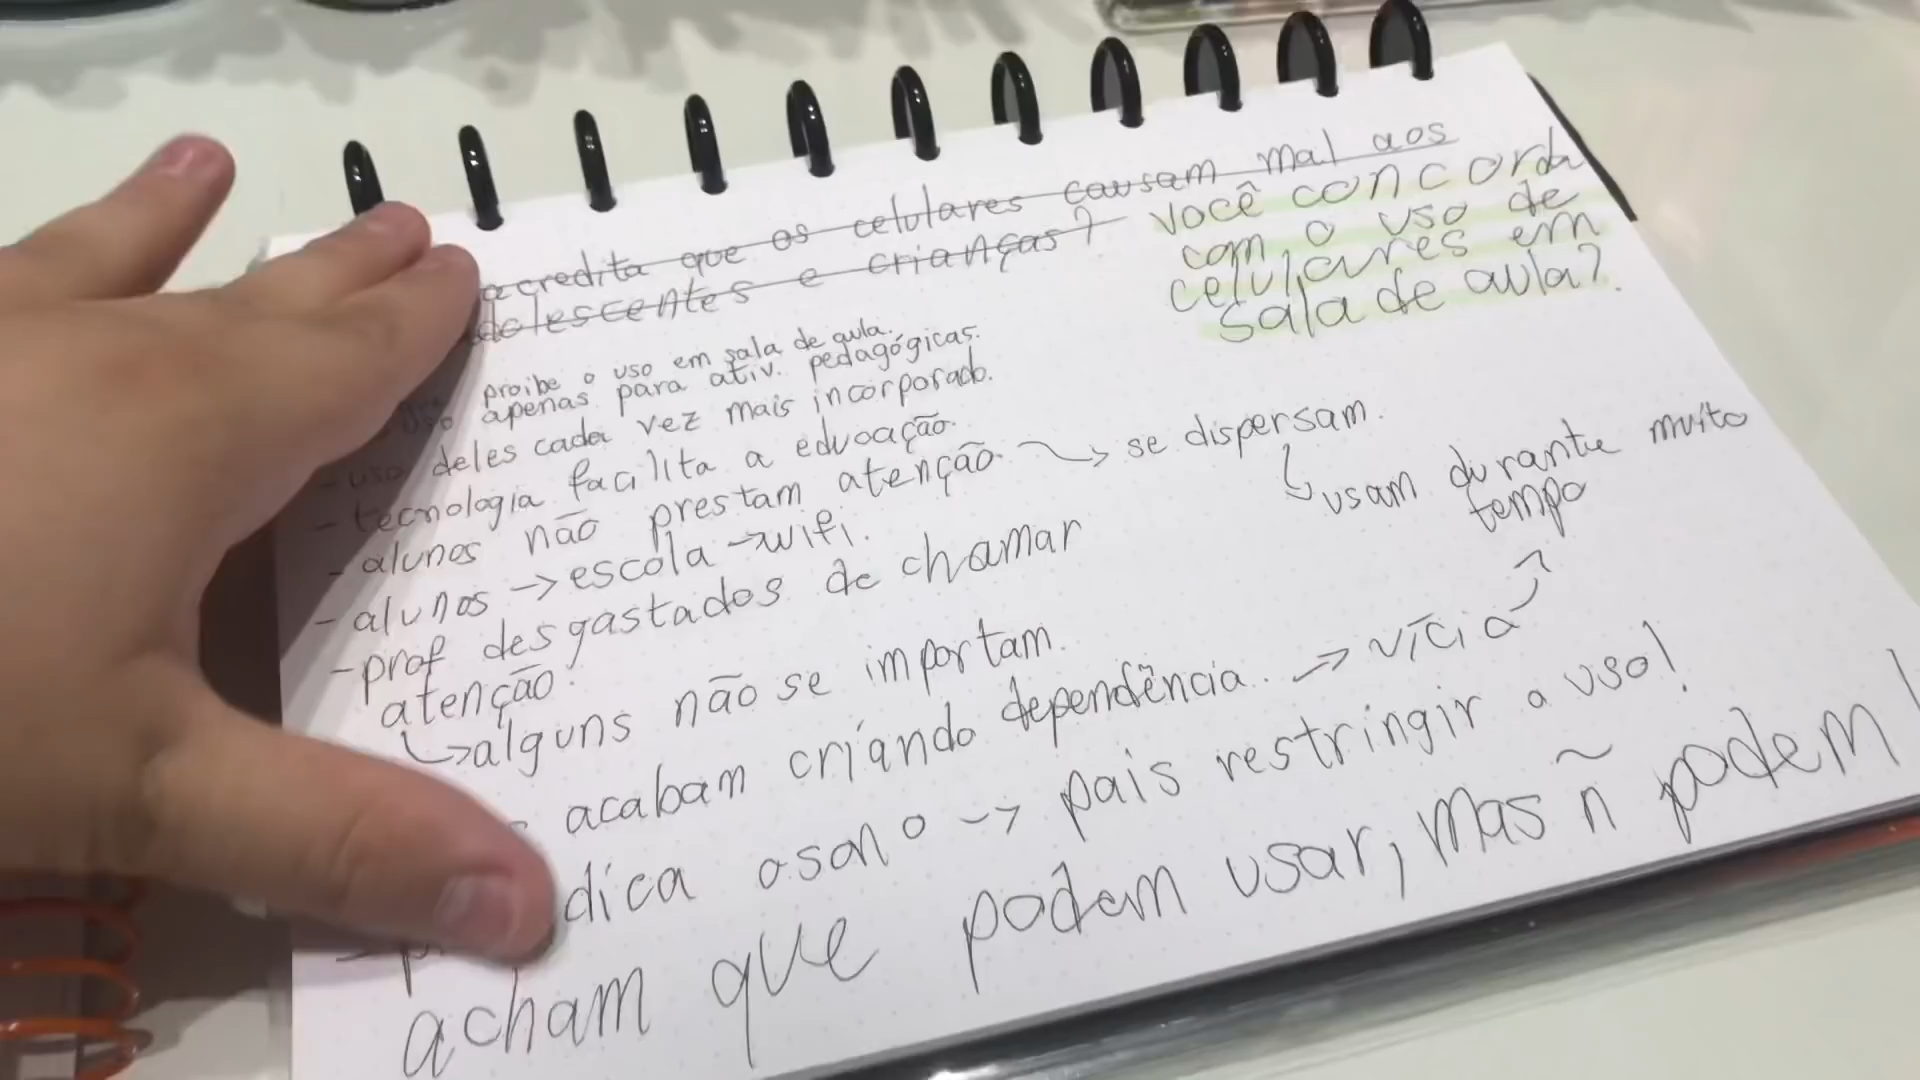 acredita que os celulares causam mal aos
adolescentes e crianças?
você concorda
com o uso de
celulares em
sala de aula?
proibe o uso em sala de aula.
uso apenas para ativ. pedagógicas.
- uso deles cada vez mais incorporado.
- tecnologia facilita a educação.
- alunos não prestam atenção → se dispersam.
↳ usam durante muito
tempo
- alunos → escola → wifi.
- prof desgastados de chamar
atenção.
↳ alguns não se importam.
acabam criando dependência. → vício
dica o sono → pais restringir o uso!
acham que podem usar, mas ñ podem!